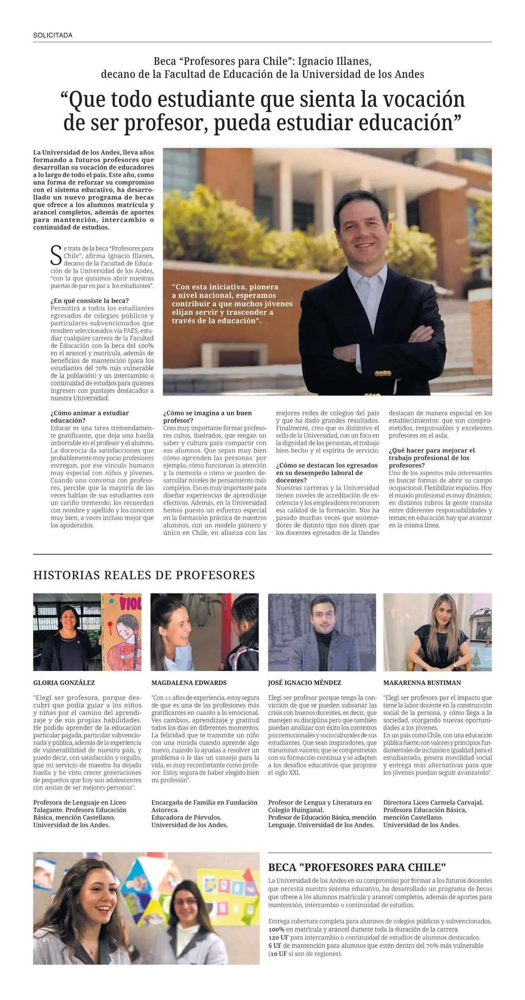 SOLICITADA
Beca “Profesores para Chile”: Ignacio Illanes,
decano de la Facultad de Educación de la Universidad de los Andes
“Que todo estudiante que sienta la vocación
de ser profesor, pueda estudiar educación”
La Universidad de los Andes, lleva años
formando a futuros profesores que
desarrollan su vocación de educadores
a lo largo de todo el país. Este año, como
una forma de reforzar su compromiso
con el sistema educativo, ha desarro-
llado un nuevo programa de becas
que ofrece a los alumnos matrícula y
arancel completos, además de aportes
para mantención, intercambio o
continuidad de estudios.
Se trata de la beca “Profesores para
Chile”, afirma Ignacio Illanes,
decano de la Facultad de Educa-
ción de la Universidad de los Andes,
“con la que quisimos abrir nuestras
puertas de par en par a los estudiantes”.
¿En qué consiste la beca?
Permitirá a todos los estudiantes
egresados de colegios públicos y
particulares subvencionados que
resulten seleccionados vía PAES, estu-
diar cualquier carrera de la Facultad
de Educación con la beca del 100%
en el arancel y matrícula, además de
beneficios de mantención (para los
estudiantes del 70% más vulnerable
de la población) y un intercambio o
continuidad de estudios para quienes
ingresen con puntajes destacados a
nuestra Universidad.
"Con esta iniciativa, pionera
a nivel nacional, esperamos
contribuir a que muchos jóvenes
elijan servir y trascender a
través de la educación".
¿Cómo animar a estudiar
educación?
Educar es una tarea tremendamen-
te gratificante, que deja una huella
imborrable en el profesor y el alumno.
La docencia da satisfacciones que
probablemente muy pocas profesiones
entregan, por ese vínculo humano
muy especial con niños y jóvenes.
Cuando uno conversa con profeso-
res, percibe que la mayoría de las
veces hablan de sus estudiantes con
un cariño tremendo; los recuerdan
con nombre y apellido y los conocen
muy bien, a veces incluso mejor que
los apoderados.
¿Cómo se imagina a un buen
profesor?
Creo muy importante formar profeso-
res cultos, ilustrados, que tengan un
saber y cultura para compartir con
sus alumnos. Que sepan muy bien
cómo aprenden las personas: por
ejemplo, cómo funcionan la atención
y la memoria o cómo se pueden de-
sarrollar niveles de pensamiento más
complejos. Eso es muy importante para
diseñar experiencias de aprendizaje
efectivas. Además, en la Universidad
hemos puesto un esfuerzo especial
en la formación práctica de nuestros
alumnos, con un modelo pionero y
único en Chile, en alianza con las
mejores redes de colegios del país
y que ha dado grandes resultados.
Finalmente, creo que es distintivo el
sello de la Universidad, con un foco en
la dignidad de las personas, el trabajo
bien hecho y el espíritu de servicio.
¿Cómo se destacan los egresados
en su desempeño laboral de
docentes?
Nuestras carreras y la Universidad
tienen niveles de acreditación de ex-
celencia y los empleadores reconocen
esa calidad de la formación. Nos ha
pasado muchas veces que sostene-
dores de distinto tipo nos dicen que
los docentes egresados de la Uandes
destacan de manera especial en los
establecimientos: que son compro-
metidos, responsables y excelentes
profesores en el aula.
¿Qué hacer para mejorar el
trabajo profesional de los
profesores?
Uno de los aspectos más interesantes
es buscar formas de abrir su campo
ocupacional. Flexibilizar espacios. Hoy
el mundo profesional es muy dinámico;
en distintos rubros la gente transita
entre diferentes responsabilidades y
temas; en educación hay que avanzar
en la misma línea.
HISTORIAS REALES DE PROFESORES
VIOL
GLORIA GONZÁLEZ
"Elegí ser profesora, porque des-
cubrí que podía guiar a los niños
y niñas por el camino del aprendi-
zaje y de sus propias habilidades.
He podido aprender de la educación
particular pagada, particular subvencio-
nada y pública, además de la experiencia
de vulnerabilidad de nuestro país, y
puedo decir, con satisfacción y orgullo,
que mi servicio de maestra ha dejado
huella y he visto crecer generaciones
de pequeños que hoy son adolescentes
con ansias de ser mejores personas".
Profesora de Lenguaje en Liceo
Talagante. Profesora Educación
Básica, mención Castellano.
Universidad de los Andes.
MAGDALENA EDWARDS
"Con 11 años de experiencia, estoy segura
de que es una de las profesiones más
gratificantes en cuanto a lo emocional.
Ves cambios, aprendizaje y gratitud
todos los días en diferentes momentos.
La felicidad que te transmite un niño
con una mirada cuando aprende algo
nuevo, cuando lo ayudas a resolver un
problema o le das un consejo para la
vida, es muy reconfortante como profe-
sor. Estoy segura de haber elegido bien
mi profesión".
Encargada de Familia en Fundación
Astoreca.
Educadora de Párvulos.
Universidad de los Andes.
JOSÉ IGNACIO MÉNDEZ
Elegí ser profesor porque tengo la con-
vicción de que se pueden subsanar las
crisis con buenos docentes, es decir, que
manejen su disciplina pero que también
puedan analizar con éxito los contextos
psicoemocionales y socioculturales de sus
estudiantes. Que sean inspiradores, que
transmitan valores; que se comprometan
con su formación continua y se adapten
a los desafíos educativos que propone
el siglo XXI.
Profesor de Lengua y Literatura en
Colegio Huinganal.
Profesor de Educación Básica, mención
Lenguaje. Universidad de los Andes.
MAKARENNA BUSTIMAN
"Elegí ser profesora por el impacto que
tiene la labor docente en la construcción
social de la persona, y cómo llega a la
sociedad, otorgando nuevas oportuni-
dades a los jóvenes.
En un país como Chile, con una educación
pública fuerte, con valores y principios fun-
damentales de inclusión e igualdad para el
estudiantado, genera movilidad social
y entrega más alternativas para que
los jóvenes puedan seguir avanzando".
Directora Liceo Carmela Carvajal.
Profesora Educación Básica,
mención Castellano.
Universidad de los Andes.
BECA "PROFESORES PARA CHILE"
La Universidad de los Andes en su compromiso por formar a los futuros docentes
que necesita nuestro sistema educativo, ha desarrollado un programa de becas
que ofrece a los alumnos matrícula y arancel completos, además de aportes para
mantención, intercambio o continuidad de estudios.
Entrega cobertura completa para alumnos de colegios públicos y subvencionados.
100% en matrícula y arancel durante toda la duración de la carrera.
120 UF para intercambio o continuidad de estudios de alumnos destacados.
6 UF de mantención para alumnos que estén dentro del 70% más vulnerable
(10 UF si son de regiones).